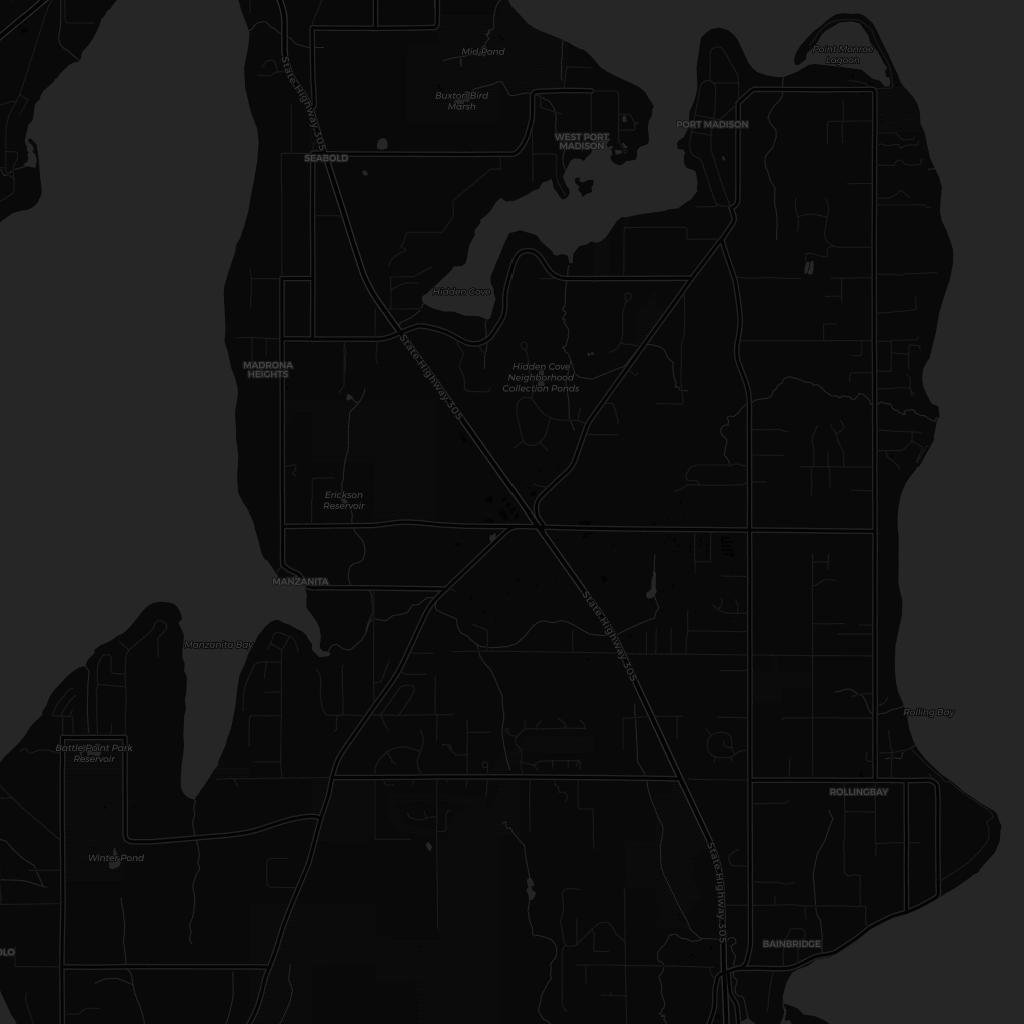 Mid Pand
Point Monroe
Lagoon
State Highway 305
Buxton Bird
Marsh
PORT MADISON
WEST PORT
MADISON
SEABOLD
Hidden Cove
MADRONA
HEIGHTS
State Highway 305
Hidden Cove
Neighborhood
Collection Ponds
Erickson
Reservoir
MANZANITA
State Highway 305
Manzanita Bay
Rolling Bay
Battle Point Park
Reservoir
ROLLINGBAY
State Highway 305
Winter Pond
BAINBRIDGE
OLO